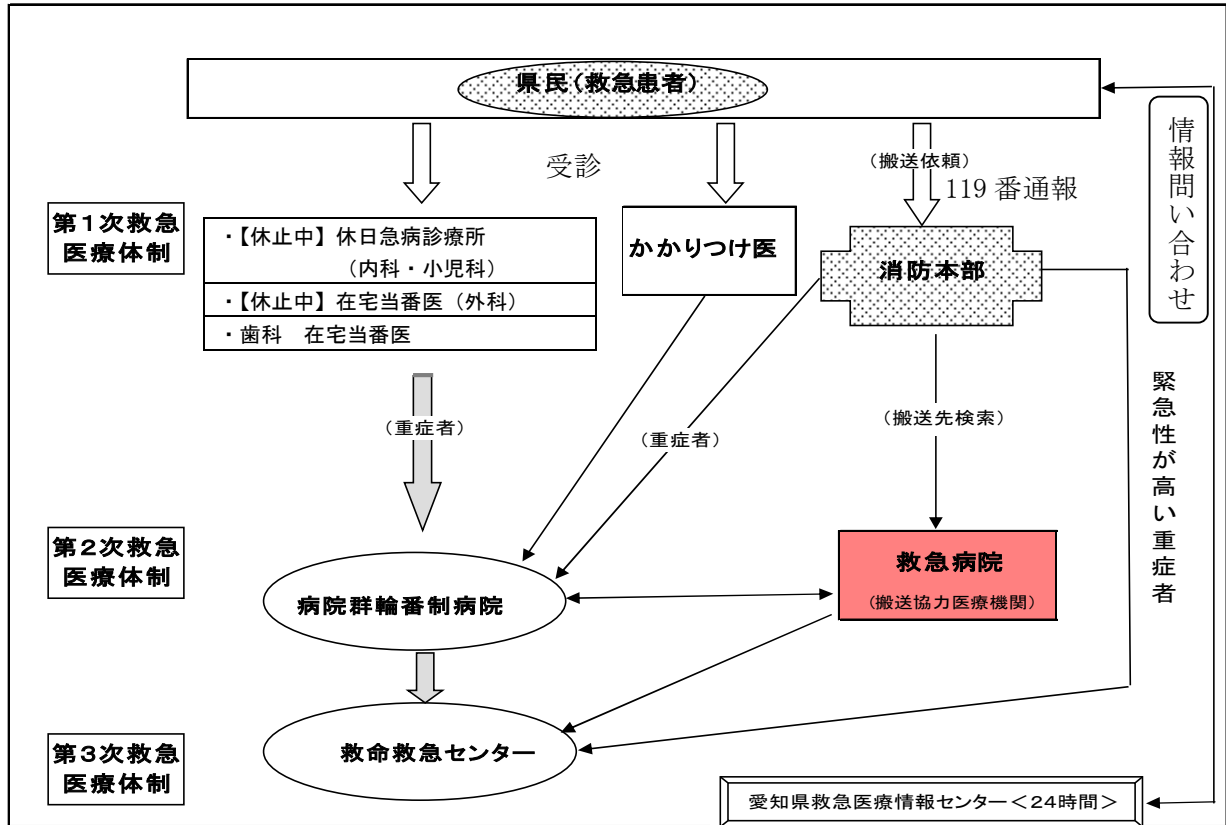 県民（救急患者）
受診
（搬送依頼）
119番通報
情報問い合わせ
第１次救急
医療体制
・【休止中】休日急病診療所
（内科・小児科）
・【休止中】在宅当番医（外科）
・歯科　在宅当番医
かかりつけ医
消防本部
（重症者）
（重症者）
（搬送先検索）
緊急性が高い重症者
第２次救急
医療体制
病院群輪番制病院
救急病院
（搬送協力医療機関）
第３次救急
医療体制
救命救急センター
愛知県救急医療情報センター＜24時間＞